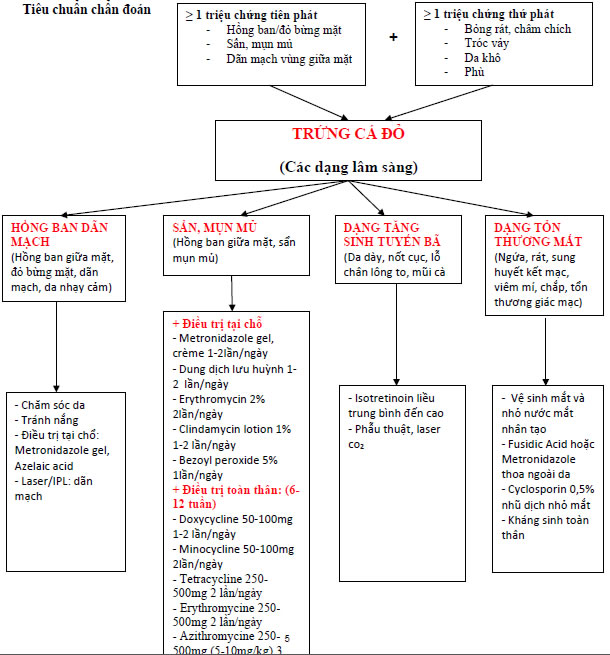 Tiêu chuẩn chẩn đoán
≥ 1 triệu chứng tiên phát
- Hồng ban/đỏ bừng mặt
- Sẩn, mụn mủ
- Dãn mạch vùng giữa mặt
+
≥ 1 triệu chứng thứ phát
- Bỏng rát, châm chích
- Tróc vảy
- Da khô
- Phù
TRỨNG CÁ ĐỎ
(Các dạng lâm sàng)
HỒNG BAN DÃN
MẠCH
(Hồng ban giữa mặt,
đỏ bừng mặt, dãn
mạch, da nhạy cảm)
- Chăm sóc da
- Tránh nắng
- Điều trị tại chổ:
Metronidazole gel,
Azelaic acid
- Laser/IPL: dãn
mạch
SẨN, MỤN MỦ
(Hồng ban giữa mặt, sẩn
mụn mủ)
+ Điều trị tại chỗ
- Metronidazole gel,
crème 1-2lần/ngày
- Dung dịch lưu huỳnh 1-
2 lần/ngày
- Erythromycin 2%
2lần/ngày
- Clindamycin lotion 1%
1-2 lần/ngày
- Bezoyl peroxide 5%
1lần/ngày
+ Điều trị toàn thân: (6-
12 tuần)
- Doxycycline 50-100mg
1-2 lần/ngày
- Minocycline 50-100mg
2lần/ngày
- Tetracycline 250-
500mg 2 lần/ngày
- Erythromycine 250-
500mg 2 lần/ngày
- Azithromycine 250- 5
500mg (5-10mg/kg) 3
DẠNG TĂNG
SINH TUYẾN BÃ
(Da dày, nốt cục, lỗ
chân lông to, mũi cà
- Isotretinoin liều
trung bình đến cao
- Phẫu thuật, laser
co₂
DẠNG TỔN
THƯƠNG MẮT
(Ngứa, rát, sung
huyết kết mạc,
viêm mí, chắp, tổn
thương giác mạc)
- Vệ sinh mắt và
nhỏ nước mắt
nhân tạo
- Fusidic Acid hoặc
Metronidazole
thoa ngoài da
- Cyclosporin 0,5%
nhũ dịch nhỏ mắt
- Kháng sinh toàn
thân